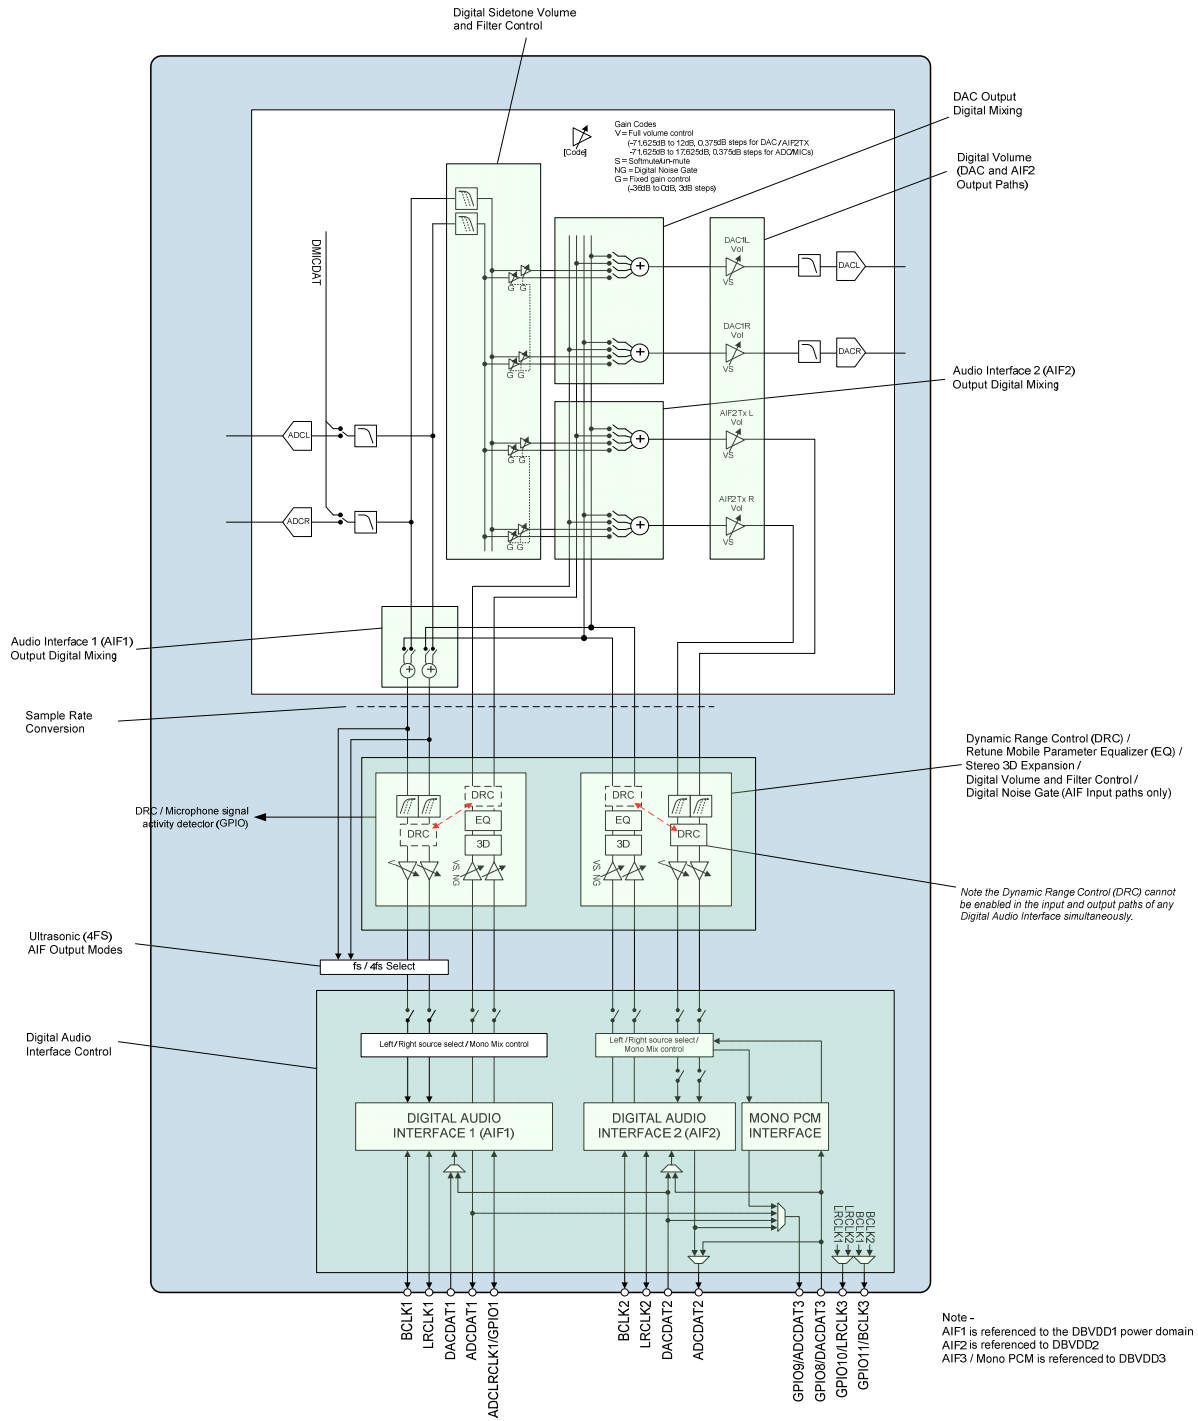 Digital Sidetone Volume
and Filter Control
DAC Output
Digital Mixing
Digital Volume
(DAC and AIF2
Output Paths)
Gain Codes
V = Full volume control
(-71.625dB to 12dB, 0.375dB steps for DAC / AIF2TX
-71.625dB to 17.625dB, 0.375dB steps for ADC/MICs)
S = Softmute/un-mute
NG = Digital Noise Gate
G = Fixed gain control
(-36dB to 0dB, 3dB steps)
[Code]
DMICDAT
DAC1L
Vol
VS
DACL
G G
DAC1R
Vol
VS
DACR
G G
Audio Interface 2 (AIF2)
Output Digital Mixing
ADCL
AIF2Tx L
Vol
VS
G G
ADCR
AIF2Tx R
Vol
VS
G G
Audio Interface 1 (AIF1)
Output Digital Mixing
Sample Rate
Conversion
Dynamic Range Control (DRC) /
Retune Mobile Parameter Equalizer (EQ) /
Stereo 3D Expansion /
Digital Volume and Filter Control /
Digital Noise Gate (AIF Input paths only)
DRC / Microphone signal
activity detector (GPIO)
DRC
DRC
EQ
3D
V
VS, NG
DRC
EQ
3D
DRC
VS, NG
V
Note the Dynamic Range Control (DRC) cannot
be enabled in the input and output paths of any
Digital Audio Interface simultaneously.
Ultrasonic (4FS)
AIF Output Modes
fs / 4fs Select
Digital Audio
Interface Control
Left / Right source select / Mono Mix control
Left / Right source select /
Mono Mix control
DIGITAL AUDIO
INTERFACE 1 (AIF1)
DIGITAL AUDIO
INTERFACE 2 (AIF2)
MONO PCM
INTERFACE
LRCLK1
LRCLK2
BCLK1
BCLK2
BCLK1
LRCLK1
DACDAT1
ADCDAT1
ADCLRCLK1/GPIO1
BCLK2
LRCLK2
DACDAT2
ADCDAT2
GPIO9/ADCDAT3
GPIO8/DACDAT3
GPIO10/LRCLK3
GPIO11/BCLK3
Note -
AIF1 is referenced to the DBVDD1 power domain
AIF2 is referenced to DBVDD2
AIF3 / Mono PCM is referenced to DBVDD3